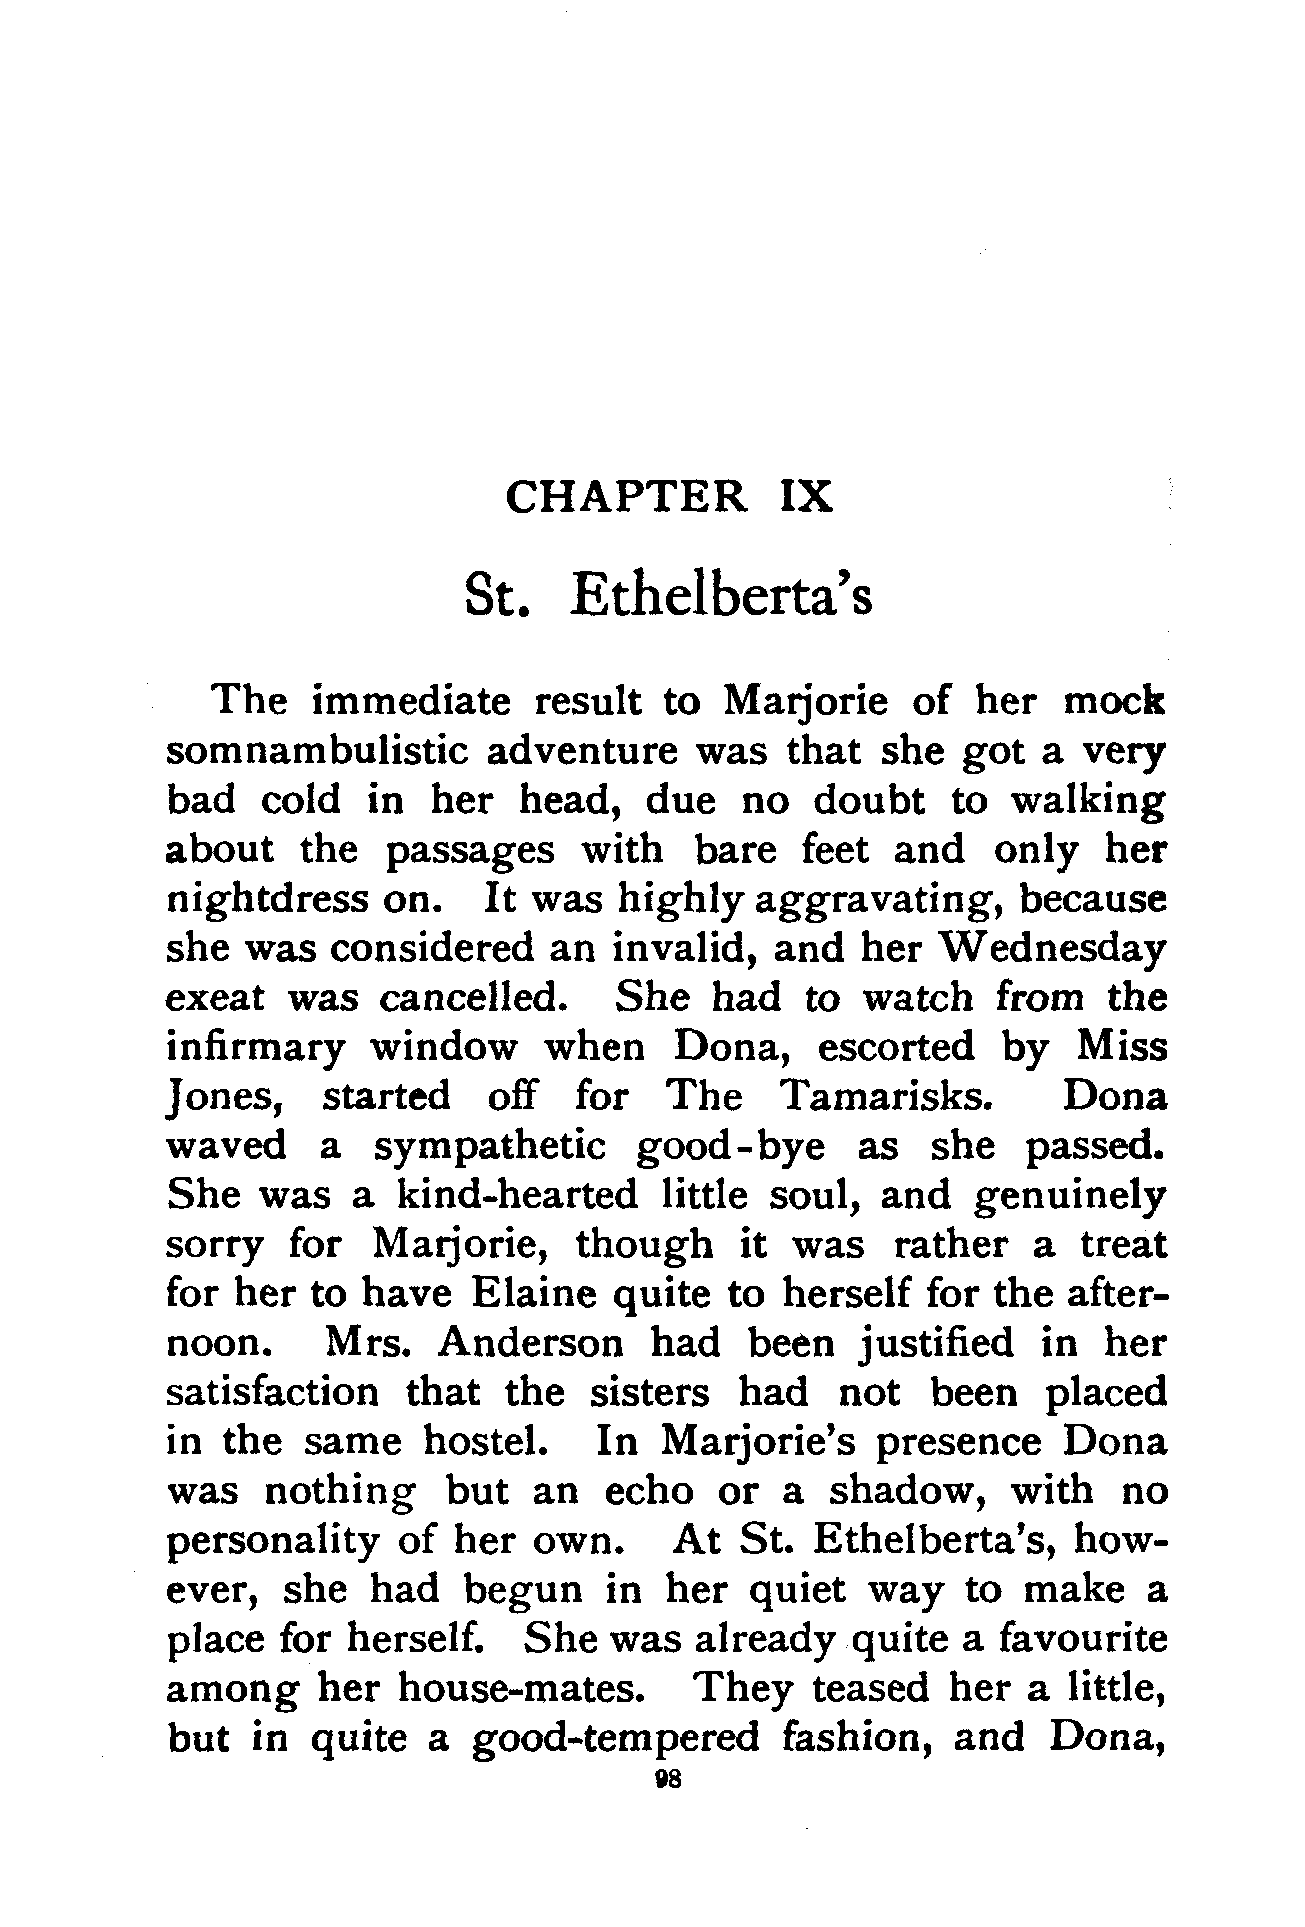 CHAPTER IX
St. Ethelberta's
The immediate result to Marjorie of her mock
somnambulistic adventure was that she got a very
bad cold in her head, due no doubt to walking
about the passages with bare feet and only her
nightdress on. It was highly aggravating, because
she was considered an invalid, and her Wednesday
exeat was cancelled. She had to watch from the
infirmary window when Dona, escorted by Miss
Jones, started off for The Tamarisks. Dona
waved a sympathetic good-bye as she passed.
She was a kind-hearted little soul, and genuinely
sorry for Marjorie, though it was rather a treat
for her to have Elaine quite to herself for the after-
noon. Mrs. Anderson had been justified in her
satisfaction that the sisters had not been placed
in the same hostel. In Marjorie's presence Dona
was nothing but an echo or a shadow, with no
personality of her own. At St. Ethelberta's, how-
ever, she had begun in her quiet way to make a
place for herself. She was already quite a favourite
among her house-mates. They teased her a little,
but in quite a good-tempered fashion, and Dona,
98